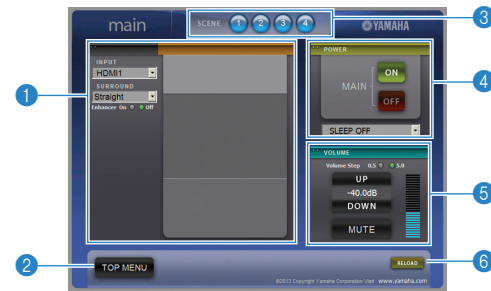 main
SCENE 1 2 3 4
YAMAHA
3
INPUT
HDMI1
SURROUND
Straight
Enhancer On Off
1
POWER
MAIN
ON
OFF
SLEEP OFF
4
VOLUME
Volume Step 0.5 5.0
UP
-40.0dB
DOWN
MUTE
5
2
TOP MENU
RELOAD
6
©2013 Copyright Yamaha Corporation Visit www.yamaha.com